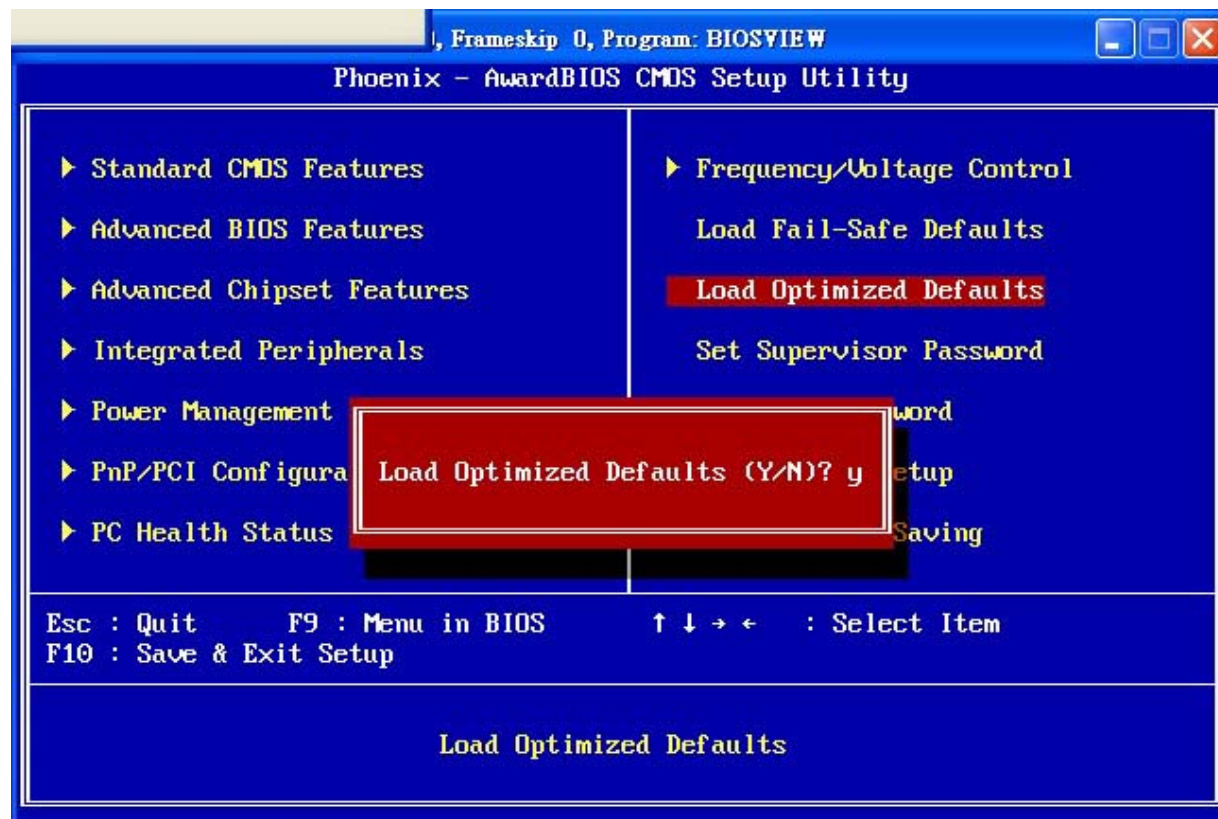 , Frameskip 0, Program: BIOSVIEW
Phoenix - AwardBIOS CMOS Setup Utility
Standard CMOS Features
Advanced BIOS Features
Advanced Chipset Features
Integrated Peripherals
Power Management
PnP/PCI Configura
PC Health Status
Frequency/Voltage Control
Load Fail-Safe Defaults
Load Optimized Defaults
Set Supervisor Password
word
etup
Saving
Load Optimized Defaults (Y/N)? y
Esc : Quit F9 : Menu in BIOS ↑ ↓ → ← : Select Item
F10 : Save & Exit Setup
Load Optimized Defaults